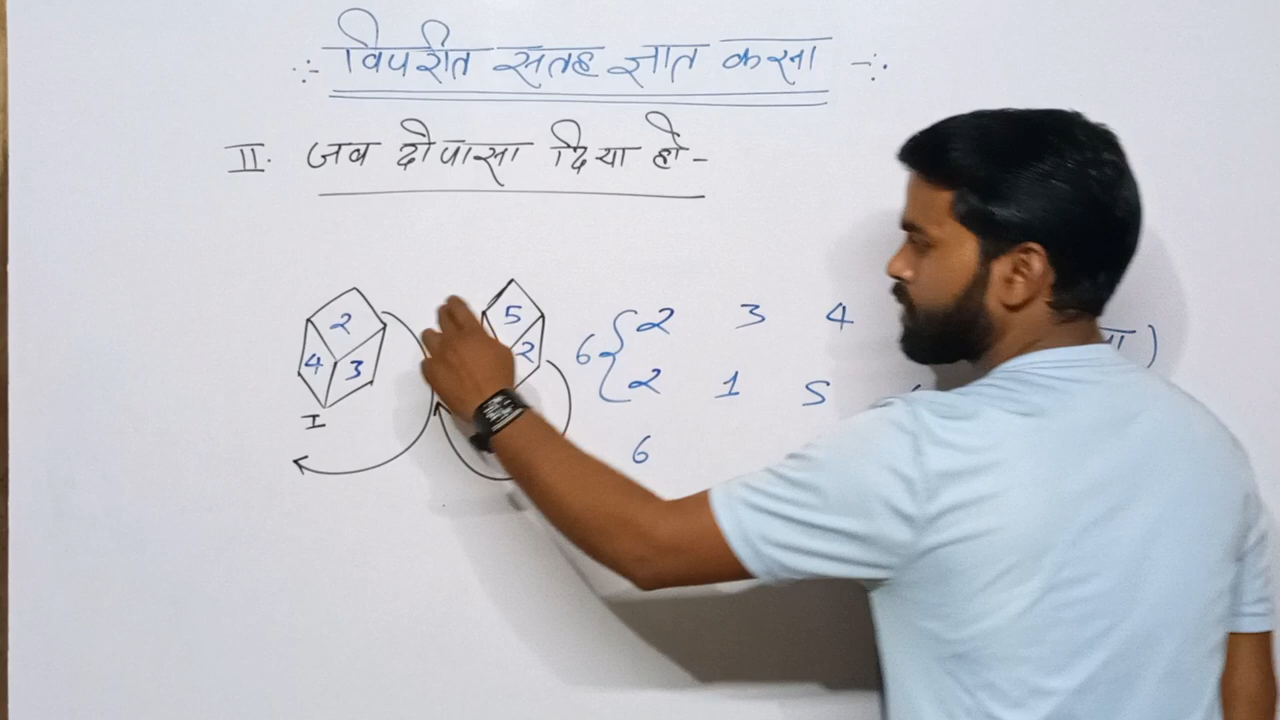 ∴- विपरीत सतह ज्ञात करना -:.
II. जब दो पासा दिया हो-
2 4 3
I
5 2
6 { 2 3 4
2 1 5
6
)